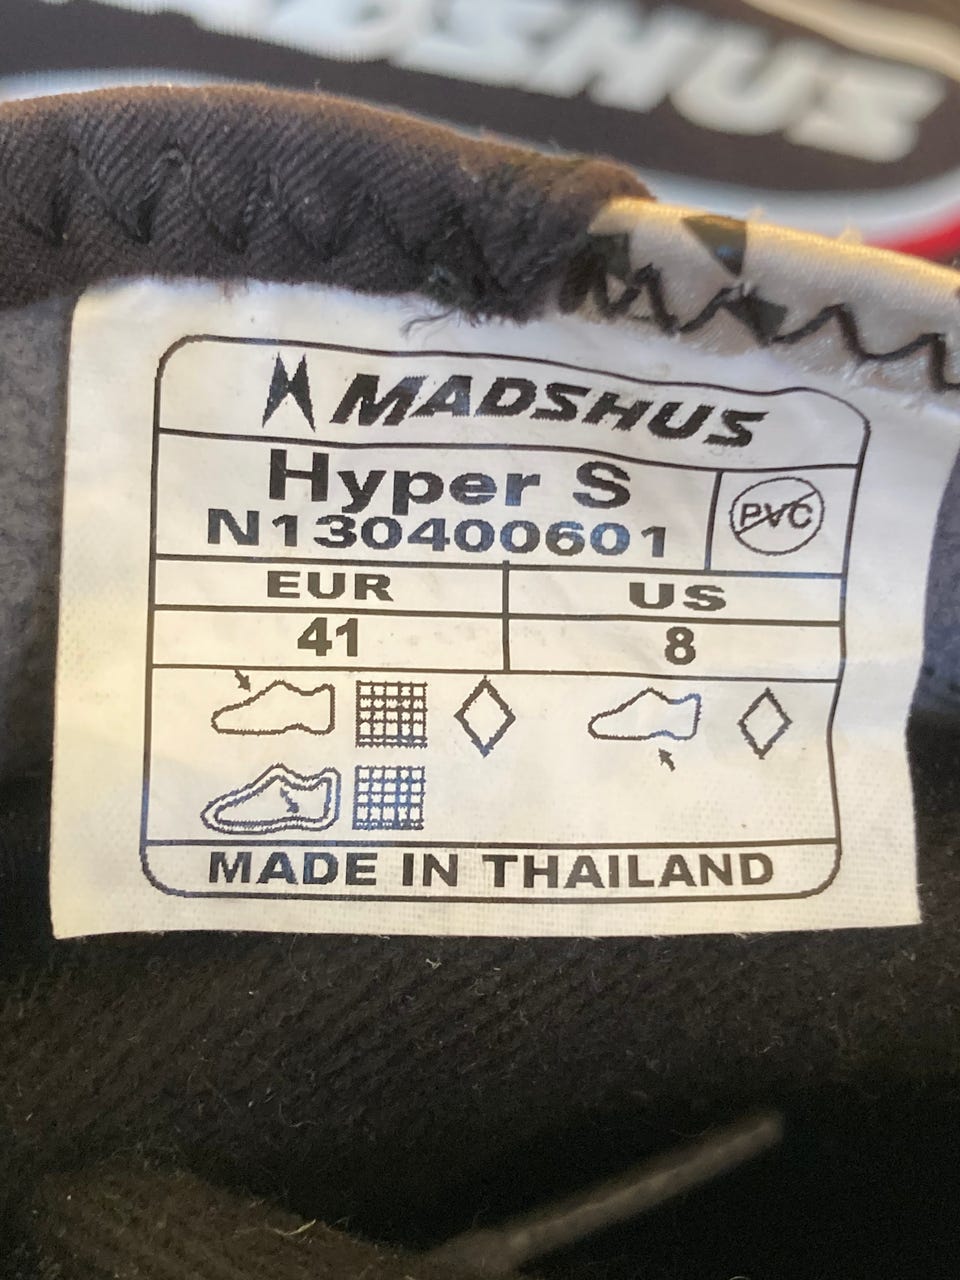 MADSHUS
MADSHUS
Hyper S
N130400601
PVC
EUR
US
41
8
MADE IN THAILAND